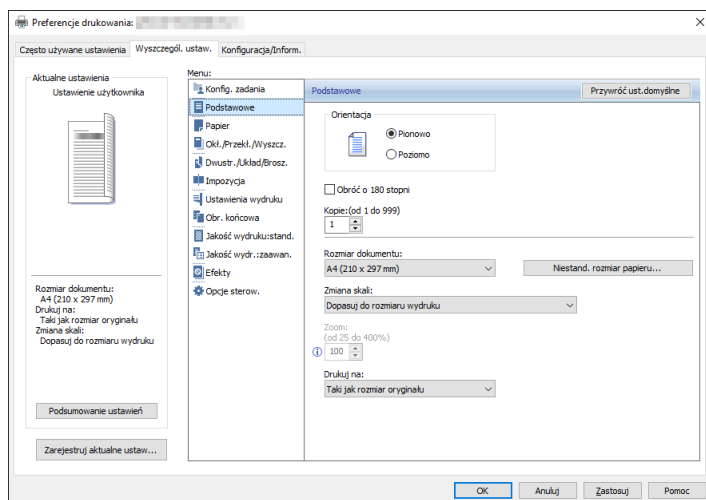 Preferencje drukowania:
Często używane ustawienia
Wyszczegól. ustaw.
Konfiguracja/Inform.
Aktualne ustawienia
Ustawienie użytkownika
Rozmiar dokumentu:
A4 (210 x 297 mm)
Drukuj na:
Taki jak rozmiar oryginału
Zmiana skali:
Dopasuj do rozmiaru wydruku
Podsumowanie ustawień
Zarejestruj aktualne ustaw...
Menu:
Konfig. zadania
Podstawowe
Papier
Okł./Przekł./Wyszcz.
Dwustr./Układ/Brosz.
Impozycja
Ustawienia wydruku
Obr. końcowa
Jakość wydruku:stand.
Jakość wydr.:zaawan.
Efekty
Opcje sterow.
Podstawowe
Przywróć ust.domyślne
Orientacja
Pionowo
Poziomo
Obróć o 180 stopni
Kopie:(od 1 do 999)
1
Rozmiar dokumentu:
A4 (210 x 297 mm)
Niestand. rozmiar papieru...
Zmiana skali:
Dopasuj do rozmiaru wydruku
Zoom:
(od 25 do 400%)
100
Drukuj na:
Taki jak rozmiar oryginału
OK
Anuluj
Zastosuj
Pomoc